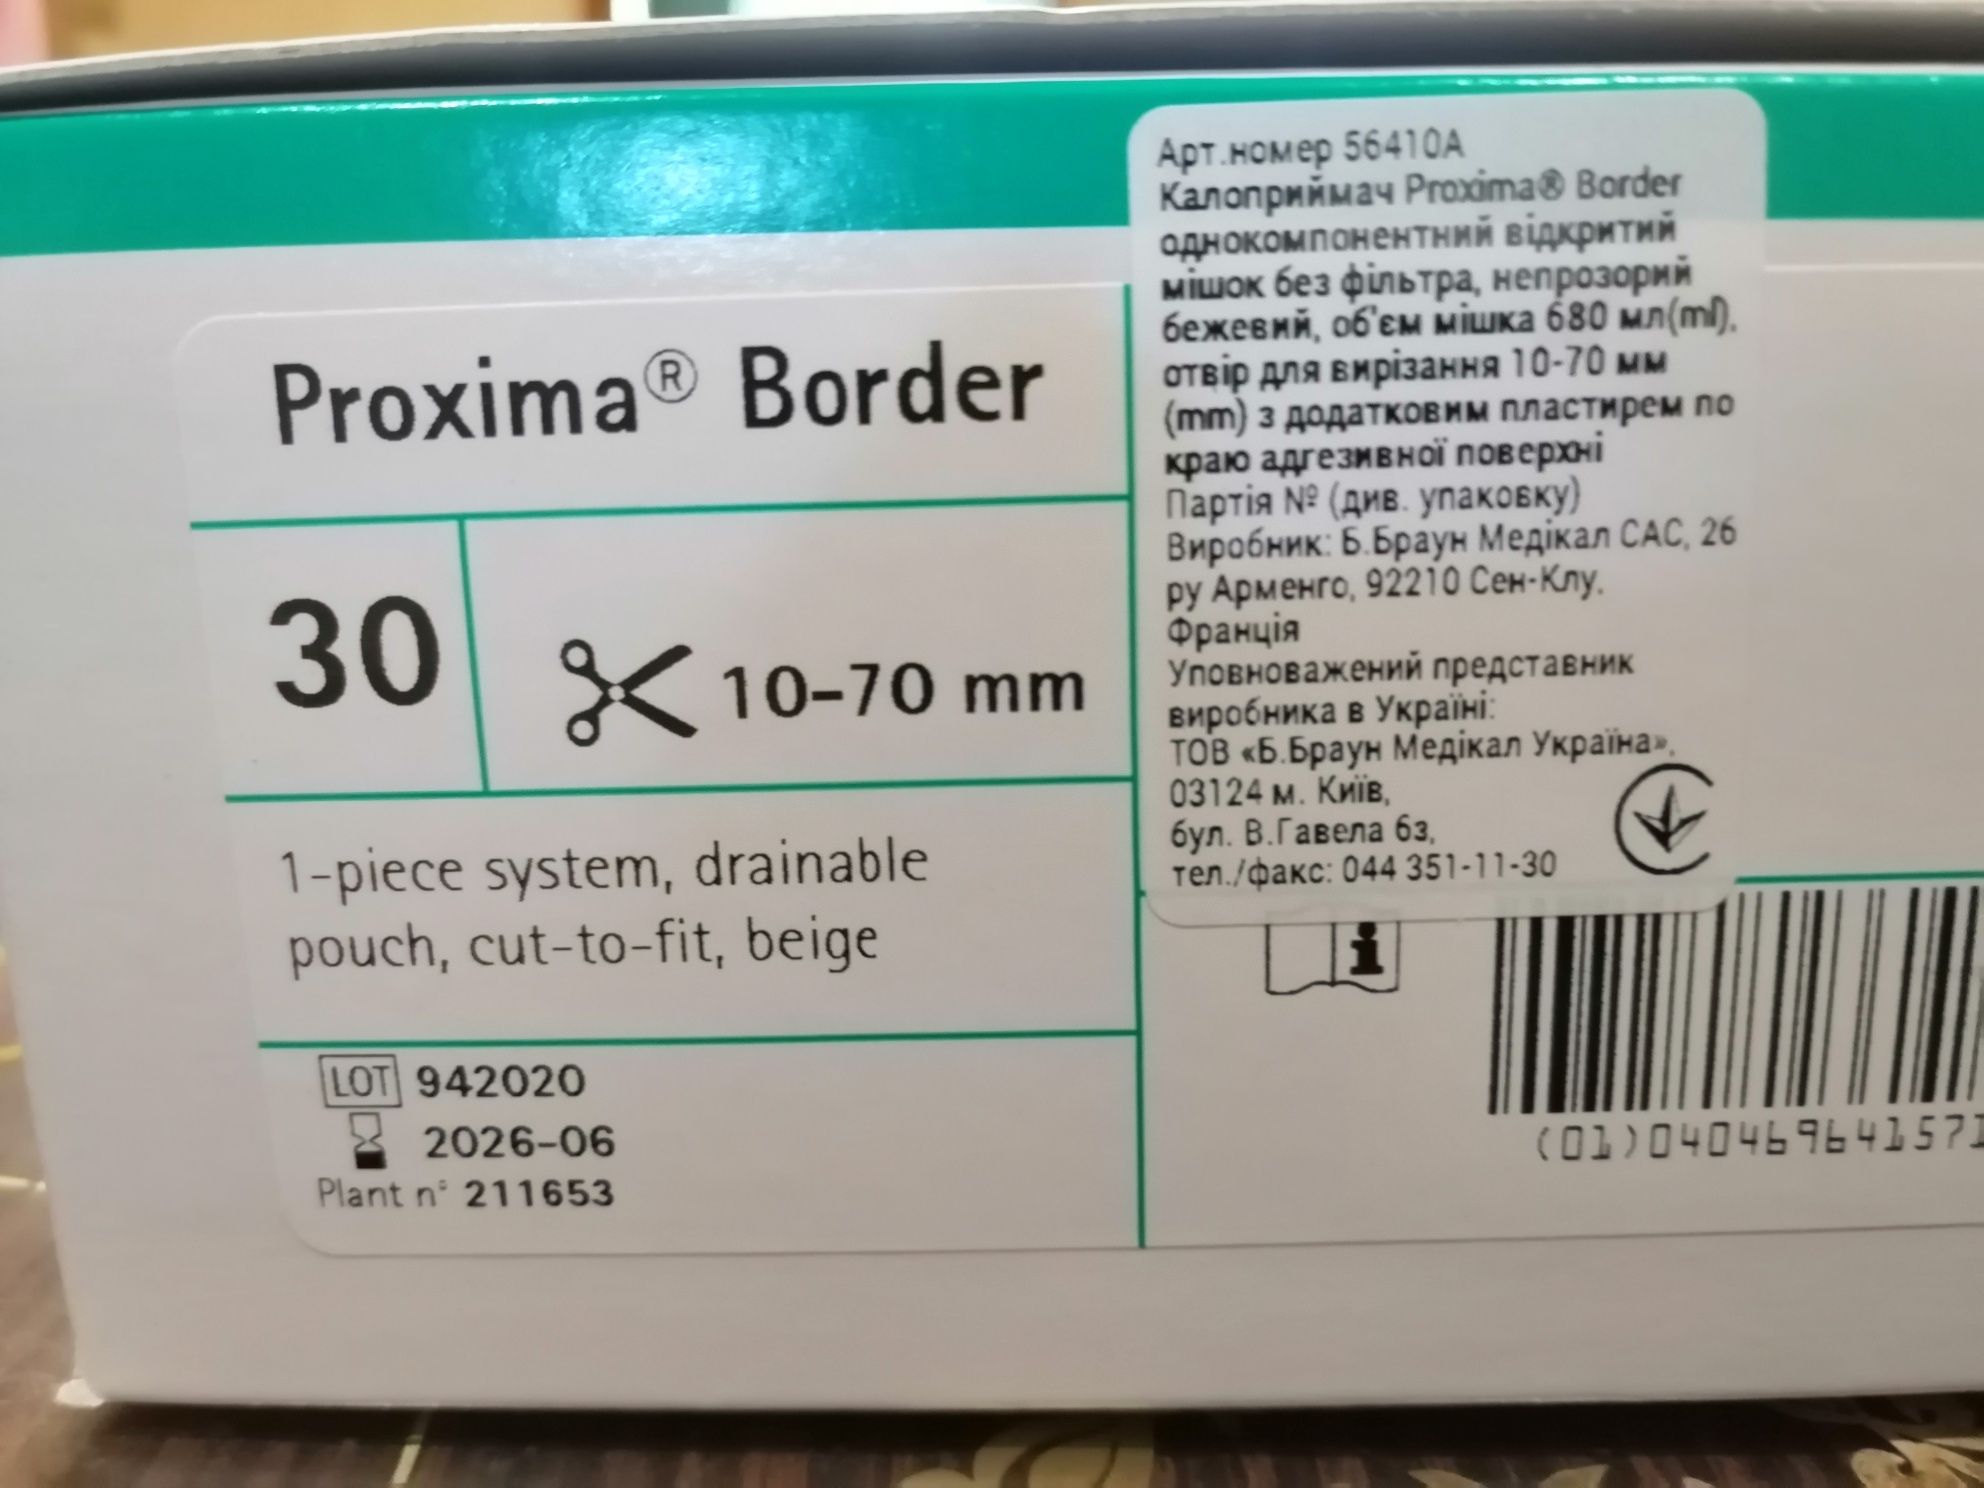 Proxima® Border
30
10-70 mm
1-piece system, drainable
pouch, cut-to-fit, beige
LOT 942020
2026-06
Plant n° 211653
Арт.номер 56410А
Калоприймач Proxima® Border
однокомпонентний відкритий
мішок без фільтра, непрозорий
бежевий, об'єм мішка 680 мл(ml),
отвір для вирізання 10-70 мм
(mm) з додатковим пластирем по
краю адгезивної поверхні
Партія № (див. упаковку)
Виробник: Б.Браун Медікал САС, 26
ру Арменго, 92210 Сен-Клу,
Франція
Уповноважений представник
виробника в Україні:
ТОВ «Б.Браун Медікал Україна»,
03124 м. Київ,
бул. В.Гавела 6з,
тел./факс: 044 351-11-30
i
(01)040469641571